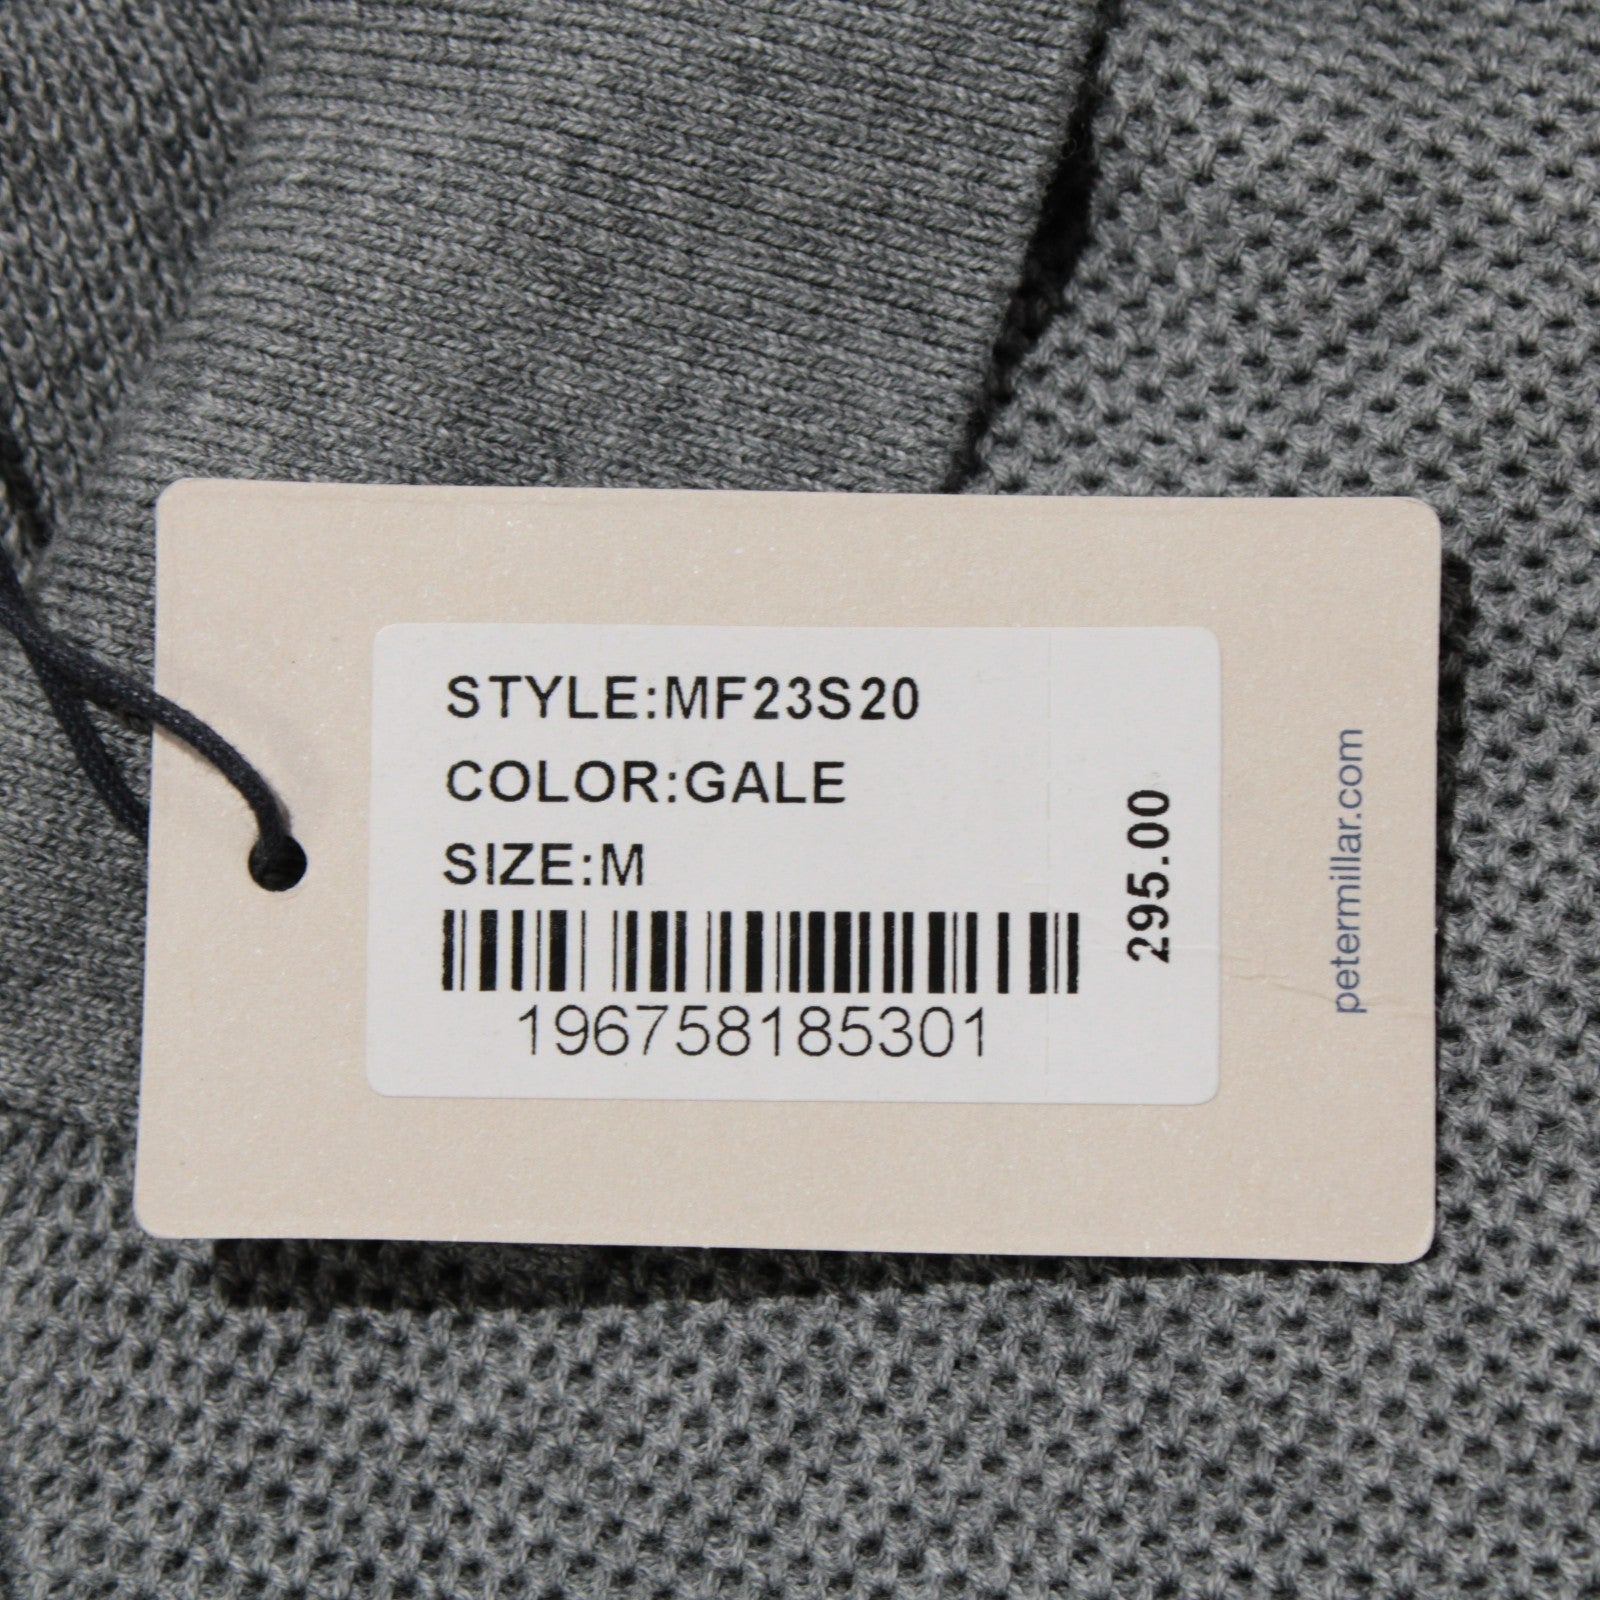 STYLE:MF23S20
COLOR:GALE
SIZE:M
196758185301
295.00
petermillar.com